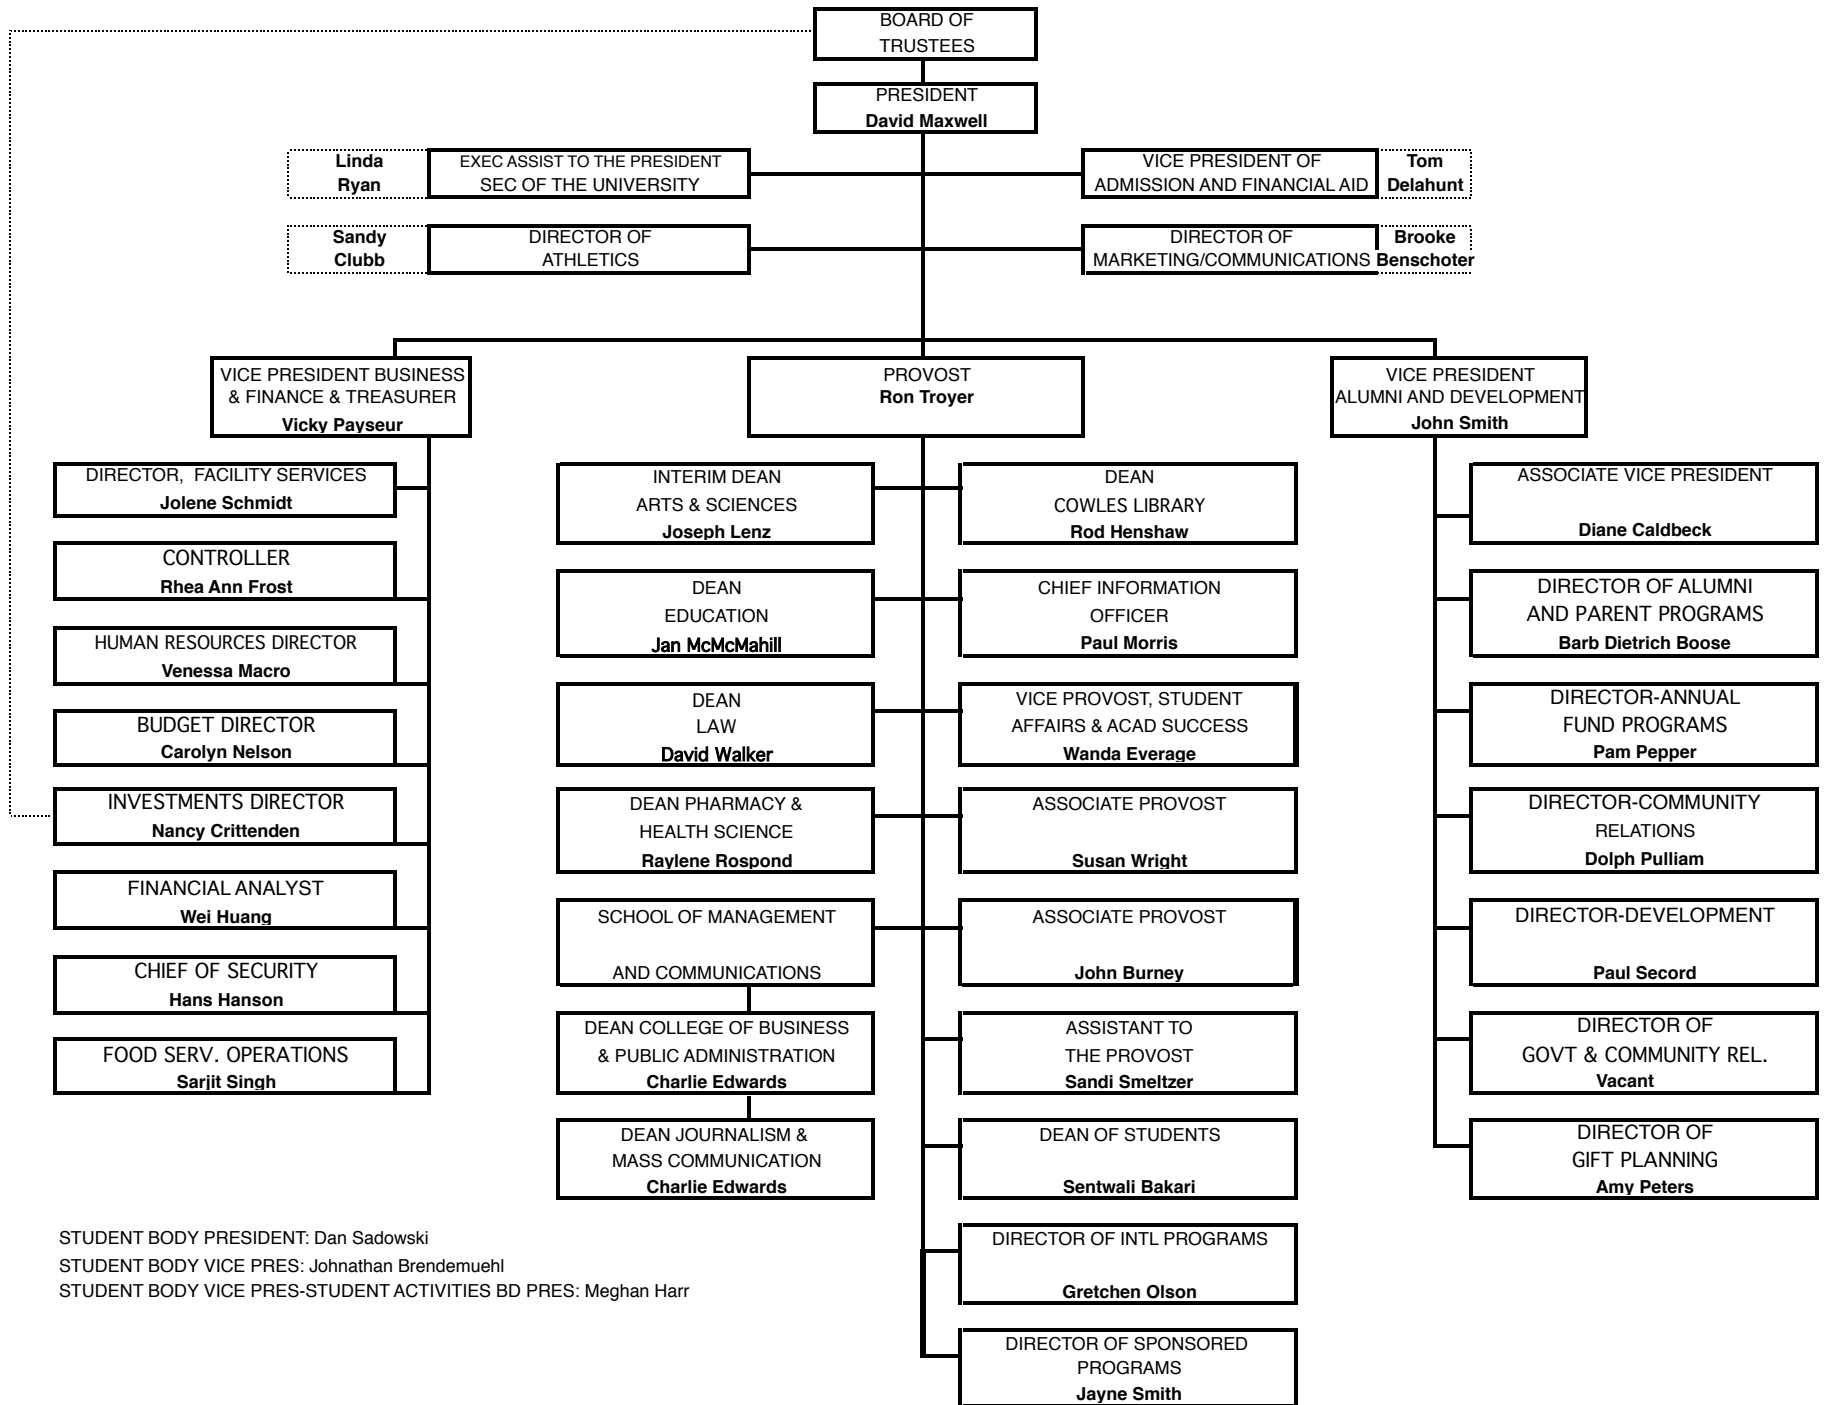 BOARD OF
TRUSTEES
PRESIDENT
David Maxwell
Linda
Ryan
EXEC ASSIST TO THE PRESIDENT
SEC OF THE UNIVERSITY
VICE PRESIDENT OF
ADMISSION AND FINANCIAL AID
Tom
Delahunt
Sandy
Clubb
DIRECTOR OF
ATHLETICS
DIRECTOR OF
MARKETING/COMMUNICATIONS
Brooke
Benschoter
VICE PRESIDENT BUSINESS
& FINANCE & TREASURER
Vicky Payseur
PROVOST
Ron Troyer
VICE PRESIDENT
ALUMNI AND DEVELOPMENT
John Smith
DIRECTOR, FACILITY SERVICES
Jolene Schmidt
CONTROLLER
Rhea Ann Frost
HUMAN RESOURCES DIRECTOR
Venessa Macro
BUDGET DIRECTOR
Carolyn Nelson
INVESTMENTS DIRECTOR
Nancy Crittenden
FINANCIAL ANALYST
Wei Huang
CHIEF OF SECURITY
Hans Hanson
FOOD SERV. OPERATIONS
Sarjit Singh
INTERIM DEAN
ARTS & SCIENCES
Joseph Lenz
DEAN
EDUCATION
Jan McMcMahill
DEAN
LAW
David Walker
DEAN PHARMACY &
HEALTH SCIENCE
Raylene Rospond
SCHOOL OF MANAGEMENT
AND COMMUNICATIONS
DEAN COLLEGE OF BUSINESS
& PUBLIC ADMINISTRATION
Charlie Edwards
DEAN JOURNALISM &
MASS COMMUNICATION
Charlie Edwards
DEAN
COWLES LIBRARY
Rod Henshaw
CHIEF INFORMATION
OFFICER
Paul Morris
VICE PROVOST, STUDENT
AFFAIRS & ACAD SUCCESS
Wanda Everage
ASSOCIATE PROVOST
Susan Wright
ASSOCIATE PROVOST
John Burney
ASSISTANT TO
THE PROVOST
Sandi Smeltzer
DEAN OF STUDENTS
Sentwali Bakari
DIRECTOR OF INTL PROGRAMS
Gretchen Olson
DIRECTOR OF SPONSORED
PROGRAMS
Jayne Smith
ASSOCIATE VICE PRESIDENT
Diane Caldbeck
DIRECTOR OF ALUMNI
AND PARENT PROGRAMS
Barb Dietrich Boose
DIRECTOR-ANNUAL
FUND PROGRAMS
Pam Pepper
DIRECTOR-COMMUNITY
RELATIONS
Dolph Pulliam
DIRECTOR-DEVELOPMENT
Paul Secord
DIRECTOR OF
GOVT & COMMUNITY REL.
Vacant
DIRECTOR OF
GIFT PLANNING
Amy Peters
STUDENT BODY PRESIDENT: Dan Sadowski
STUDENT BODY VICE PRES: Johnathan Brendemuehl
STUDENT BODY VICE PRES-STUDENT ACTIVITIES BD PRES: Meghan Harr